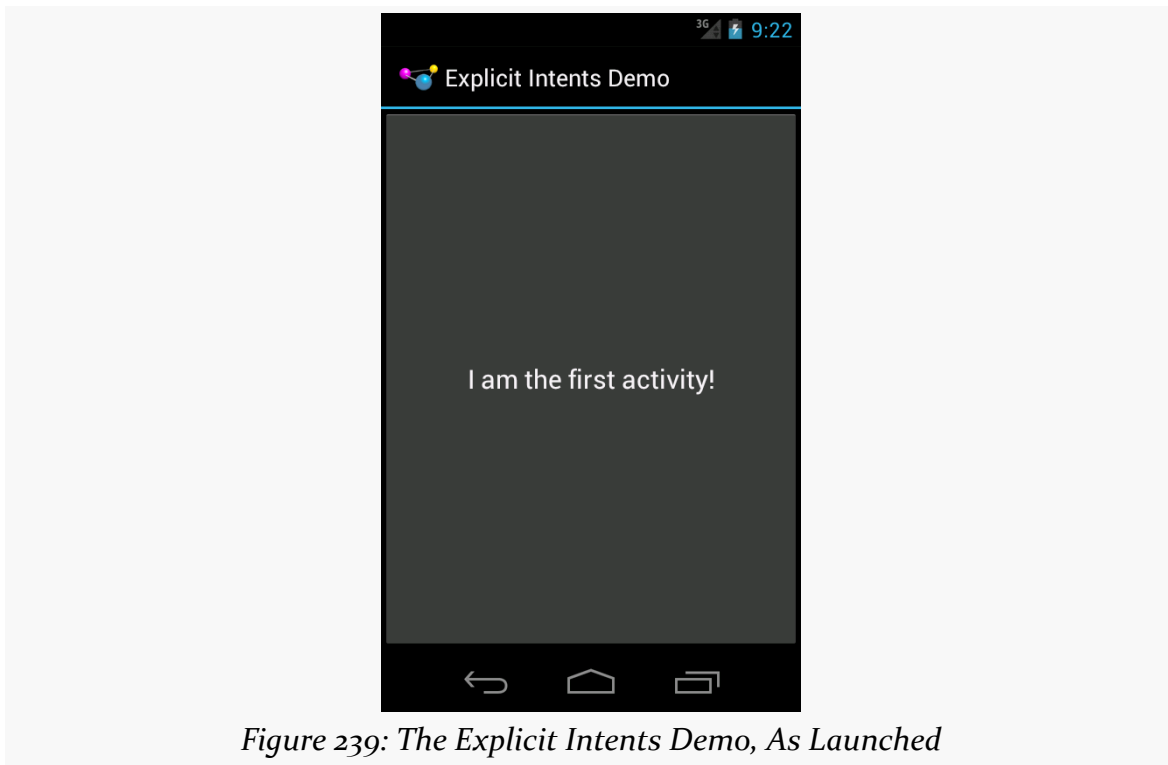 3G 9:22
Explicit Intents Demo
I am the first activity!
Figure 239: The Explicit Intents Demo, As Launched